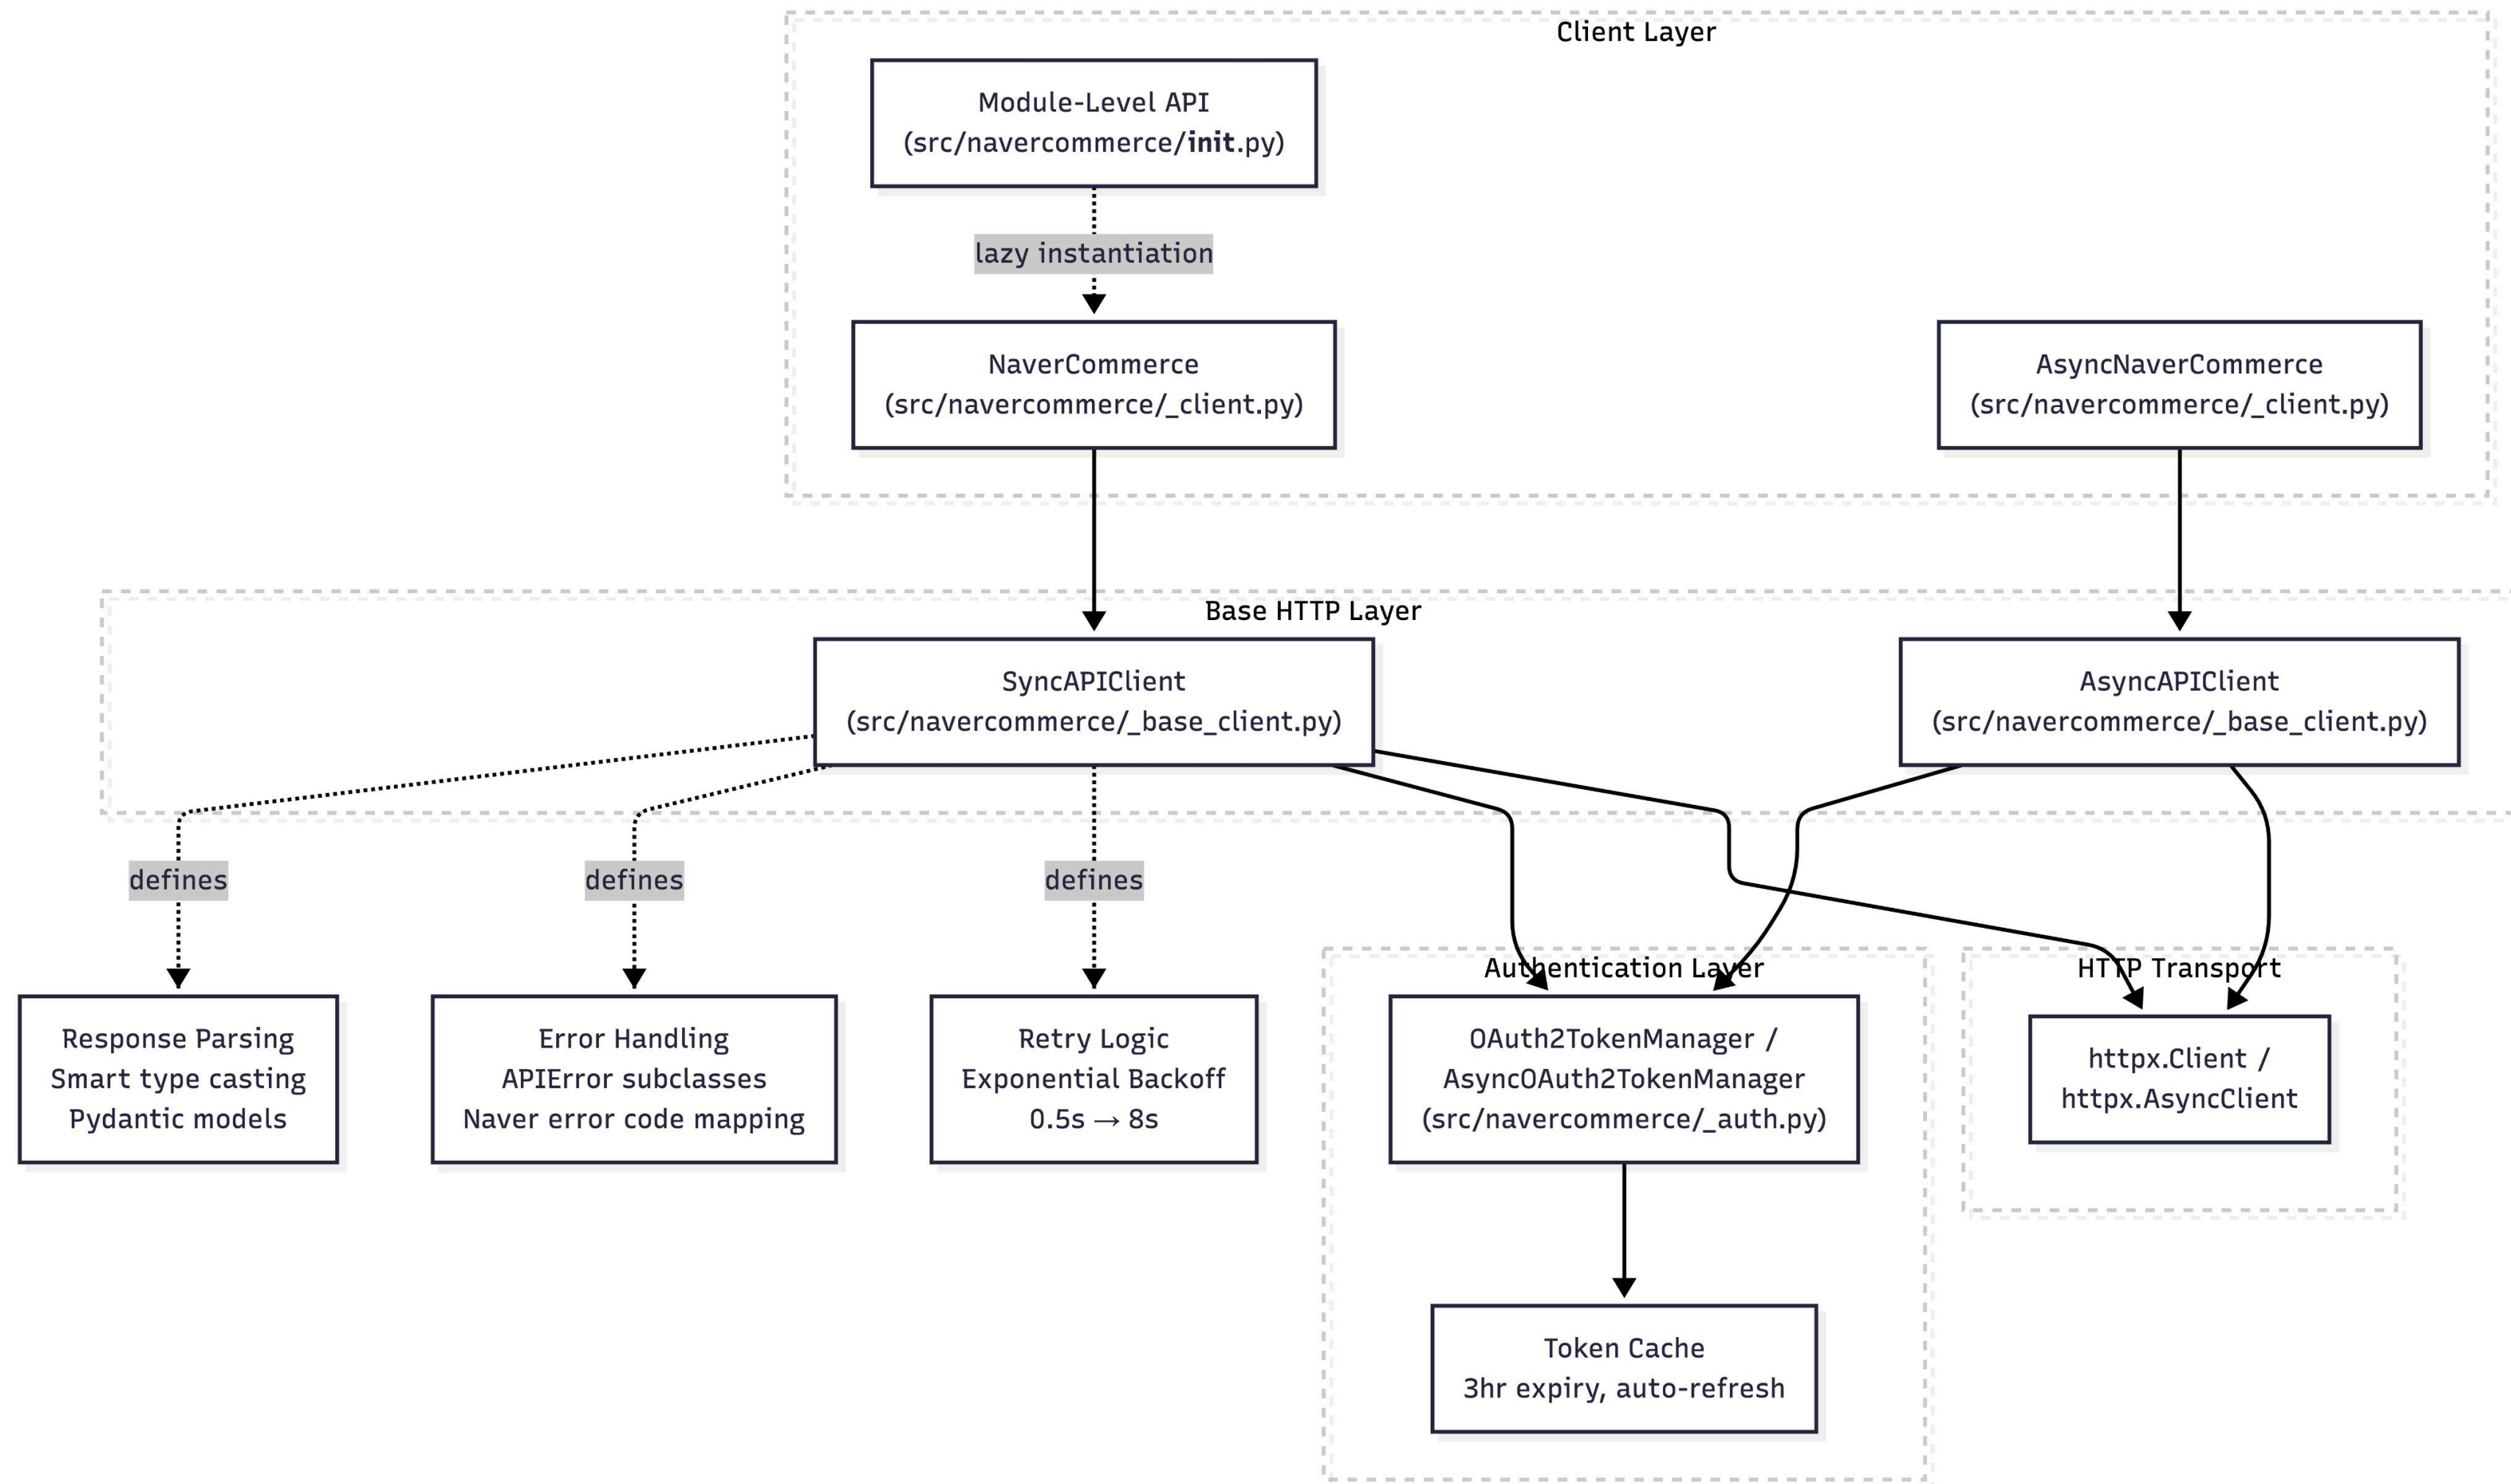 Client Layer
Module-Level API
(src/navercommerce/init.py)
lazy instantiation
NaverCommerce
(src/navercommerce/_client.py)
AsyncNaverCommerce
(src/navercommerce/_client.py)
Base HTTP Layer
SyncAPIClient
(src/navercommerce/_base_client.py)
AsyncAPIClient
(src/navercommerce/_base_client.py)
defines
defines
defines
Response Parsing
Smart type casting
Pydantic models
Error Handling
APIError subclasses
Naver error code mapping
Retry Logic
Exponential Backoff
0.5s → 8s
Authentication Layer
OAuth2TokenManager /
AsyncOAuth2TokenManager
(src/navercommerce/_auth.py)
HTTP Transport
httpx.Client /
httpx.AsyncClient
Token Cache
3hr expiry, auto-refresh